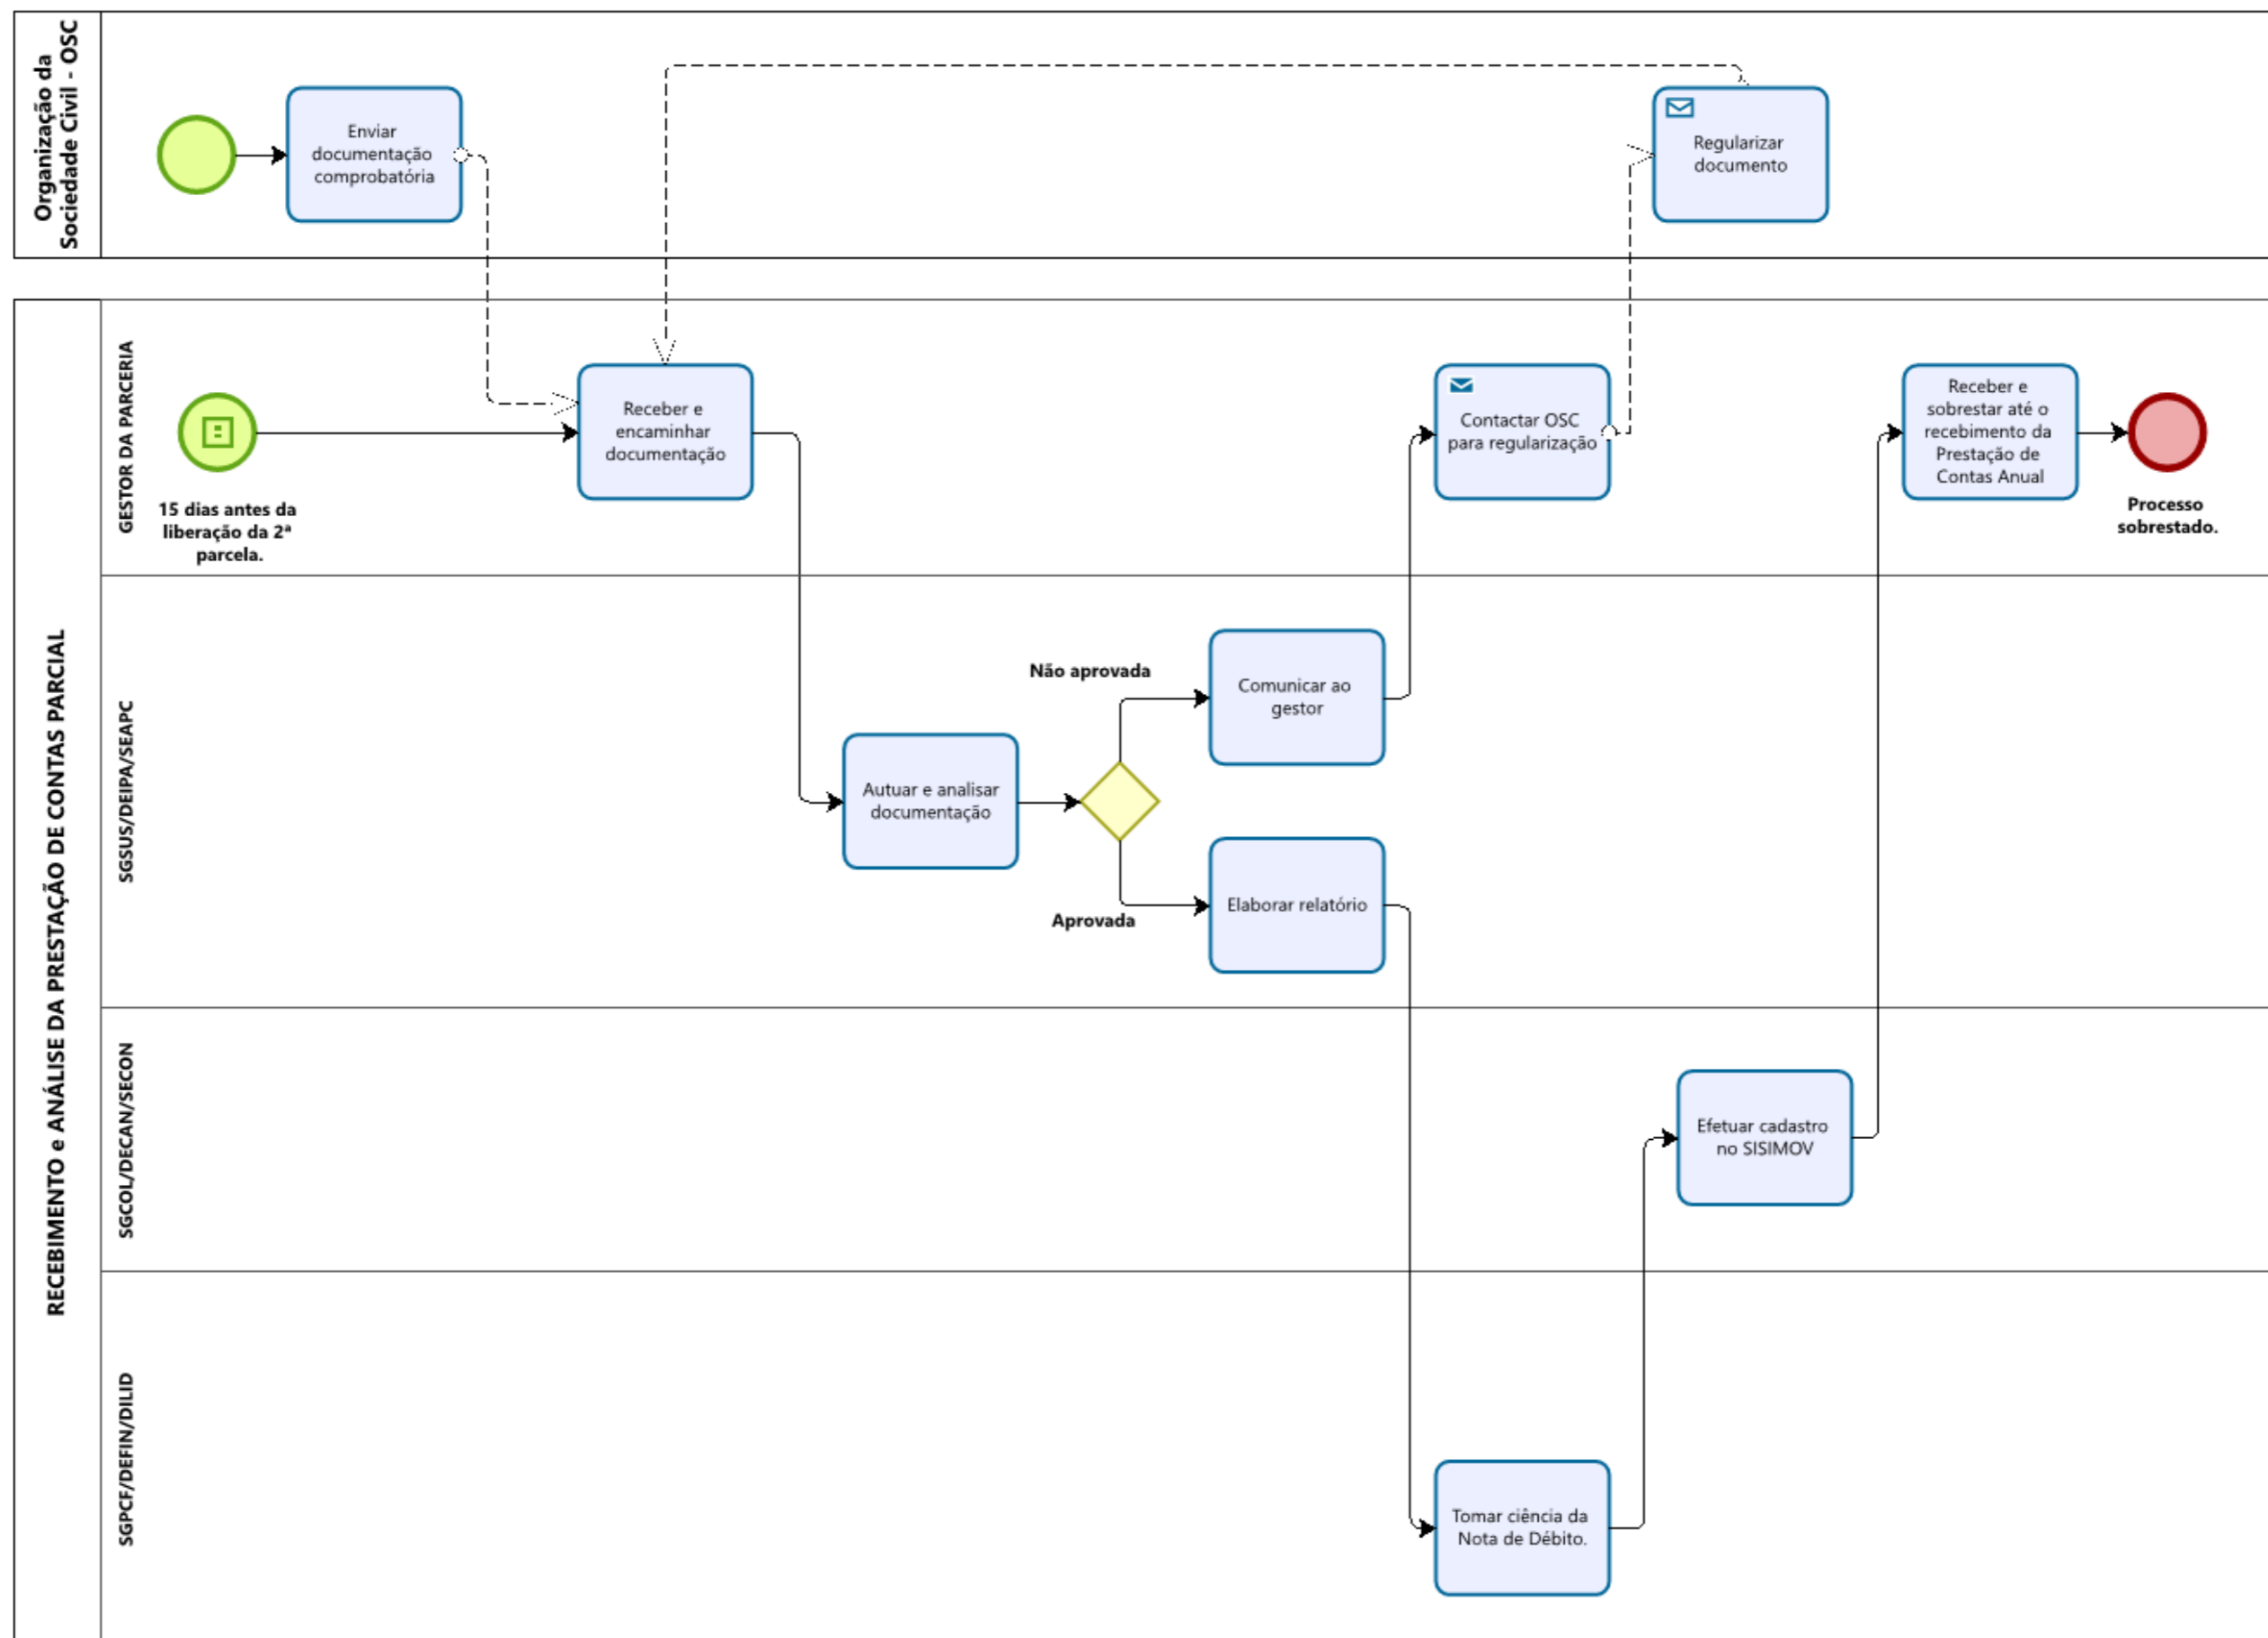 Organização da
Sociedade Civil - OSC
Enviar
documentação
comprobatória
Regularizar
documento
RECEBIMENTO e ANÁLISE DA PRESTAÇÃO DE CONTAS PARCIAL
GESTOR DA PARCERIA
15 dias antes da
liberação da 2ª
parcela.
Receber e
encaminhar
documentação
Contactar OSC
para regularização
Receber e
sobrestar até o
recebimento da
Prestação de
Contas Anual
Processo
sobrestado.
SGSUS/DEIPA/SEAPC
Autuar e analisar
documentação
Não aprovada
Comunicar ao
gestor
Aprovada
Elaborar relatório
SGCOL/DECAN/SECON
Efetuar cadastro
no SISIMOV
SGPCF/DEFIN/DILID
Tomar ciência da
Nota de Débito.